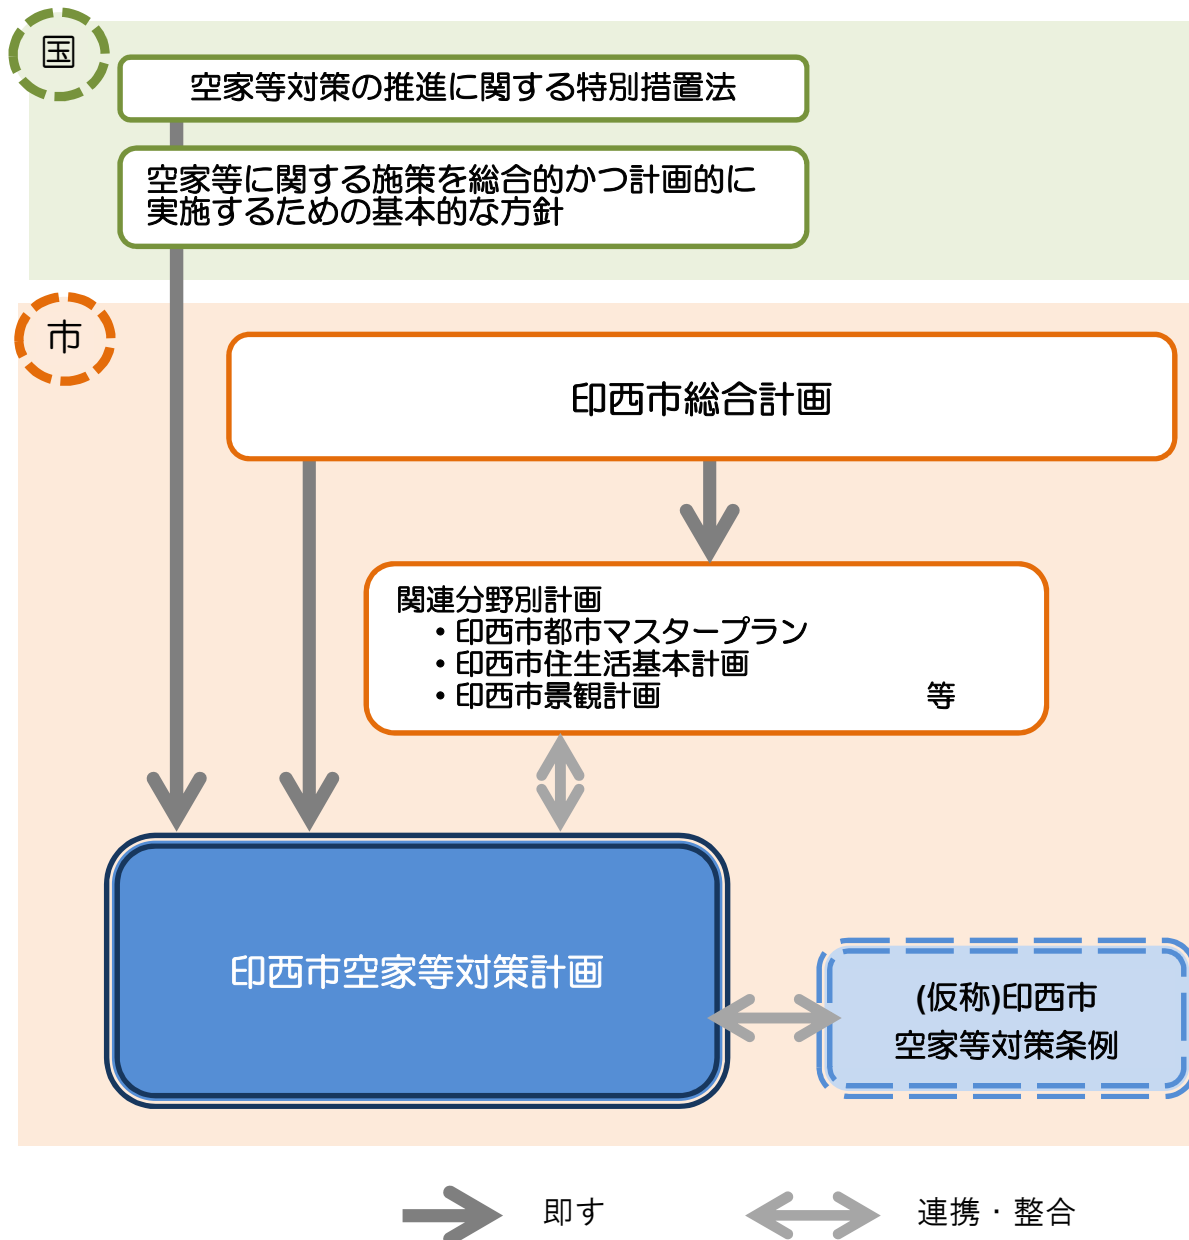 国
空家等対策の推進に関する特別措置法
空家等に関する施策を総合的かつ計画的に
実施するための基本的な方針
市
印西市総合計画
関連分野別計画
・印西市都市マスタープラン
・印西市住生活基本計画
・印西市景観計画　　　　　　　　　等
印西市空家等対策計画
(仮称)印西市
空家等対策条例
即す
連携・整合